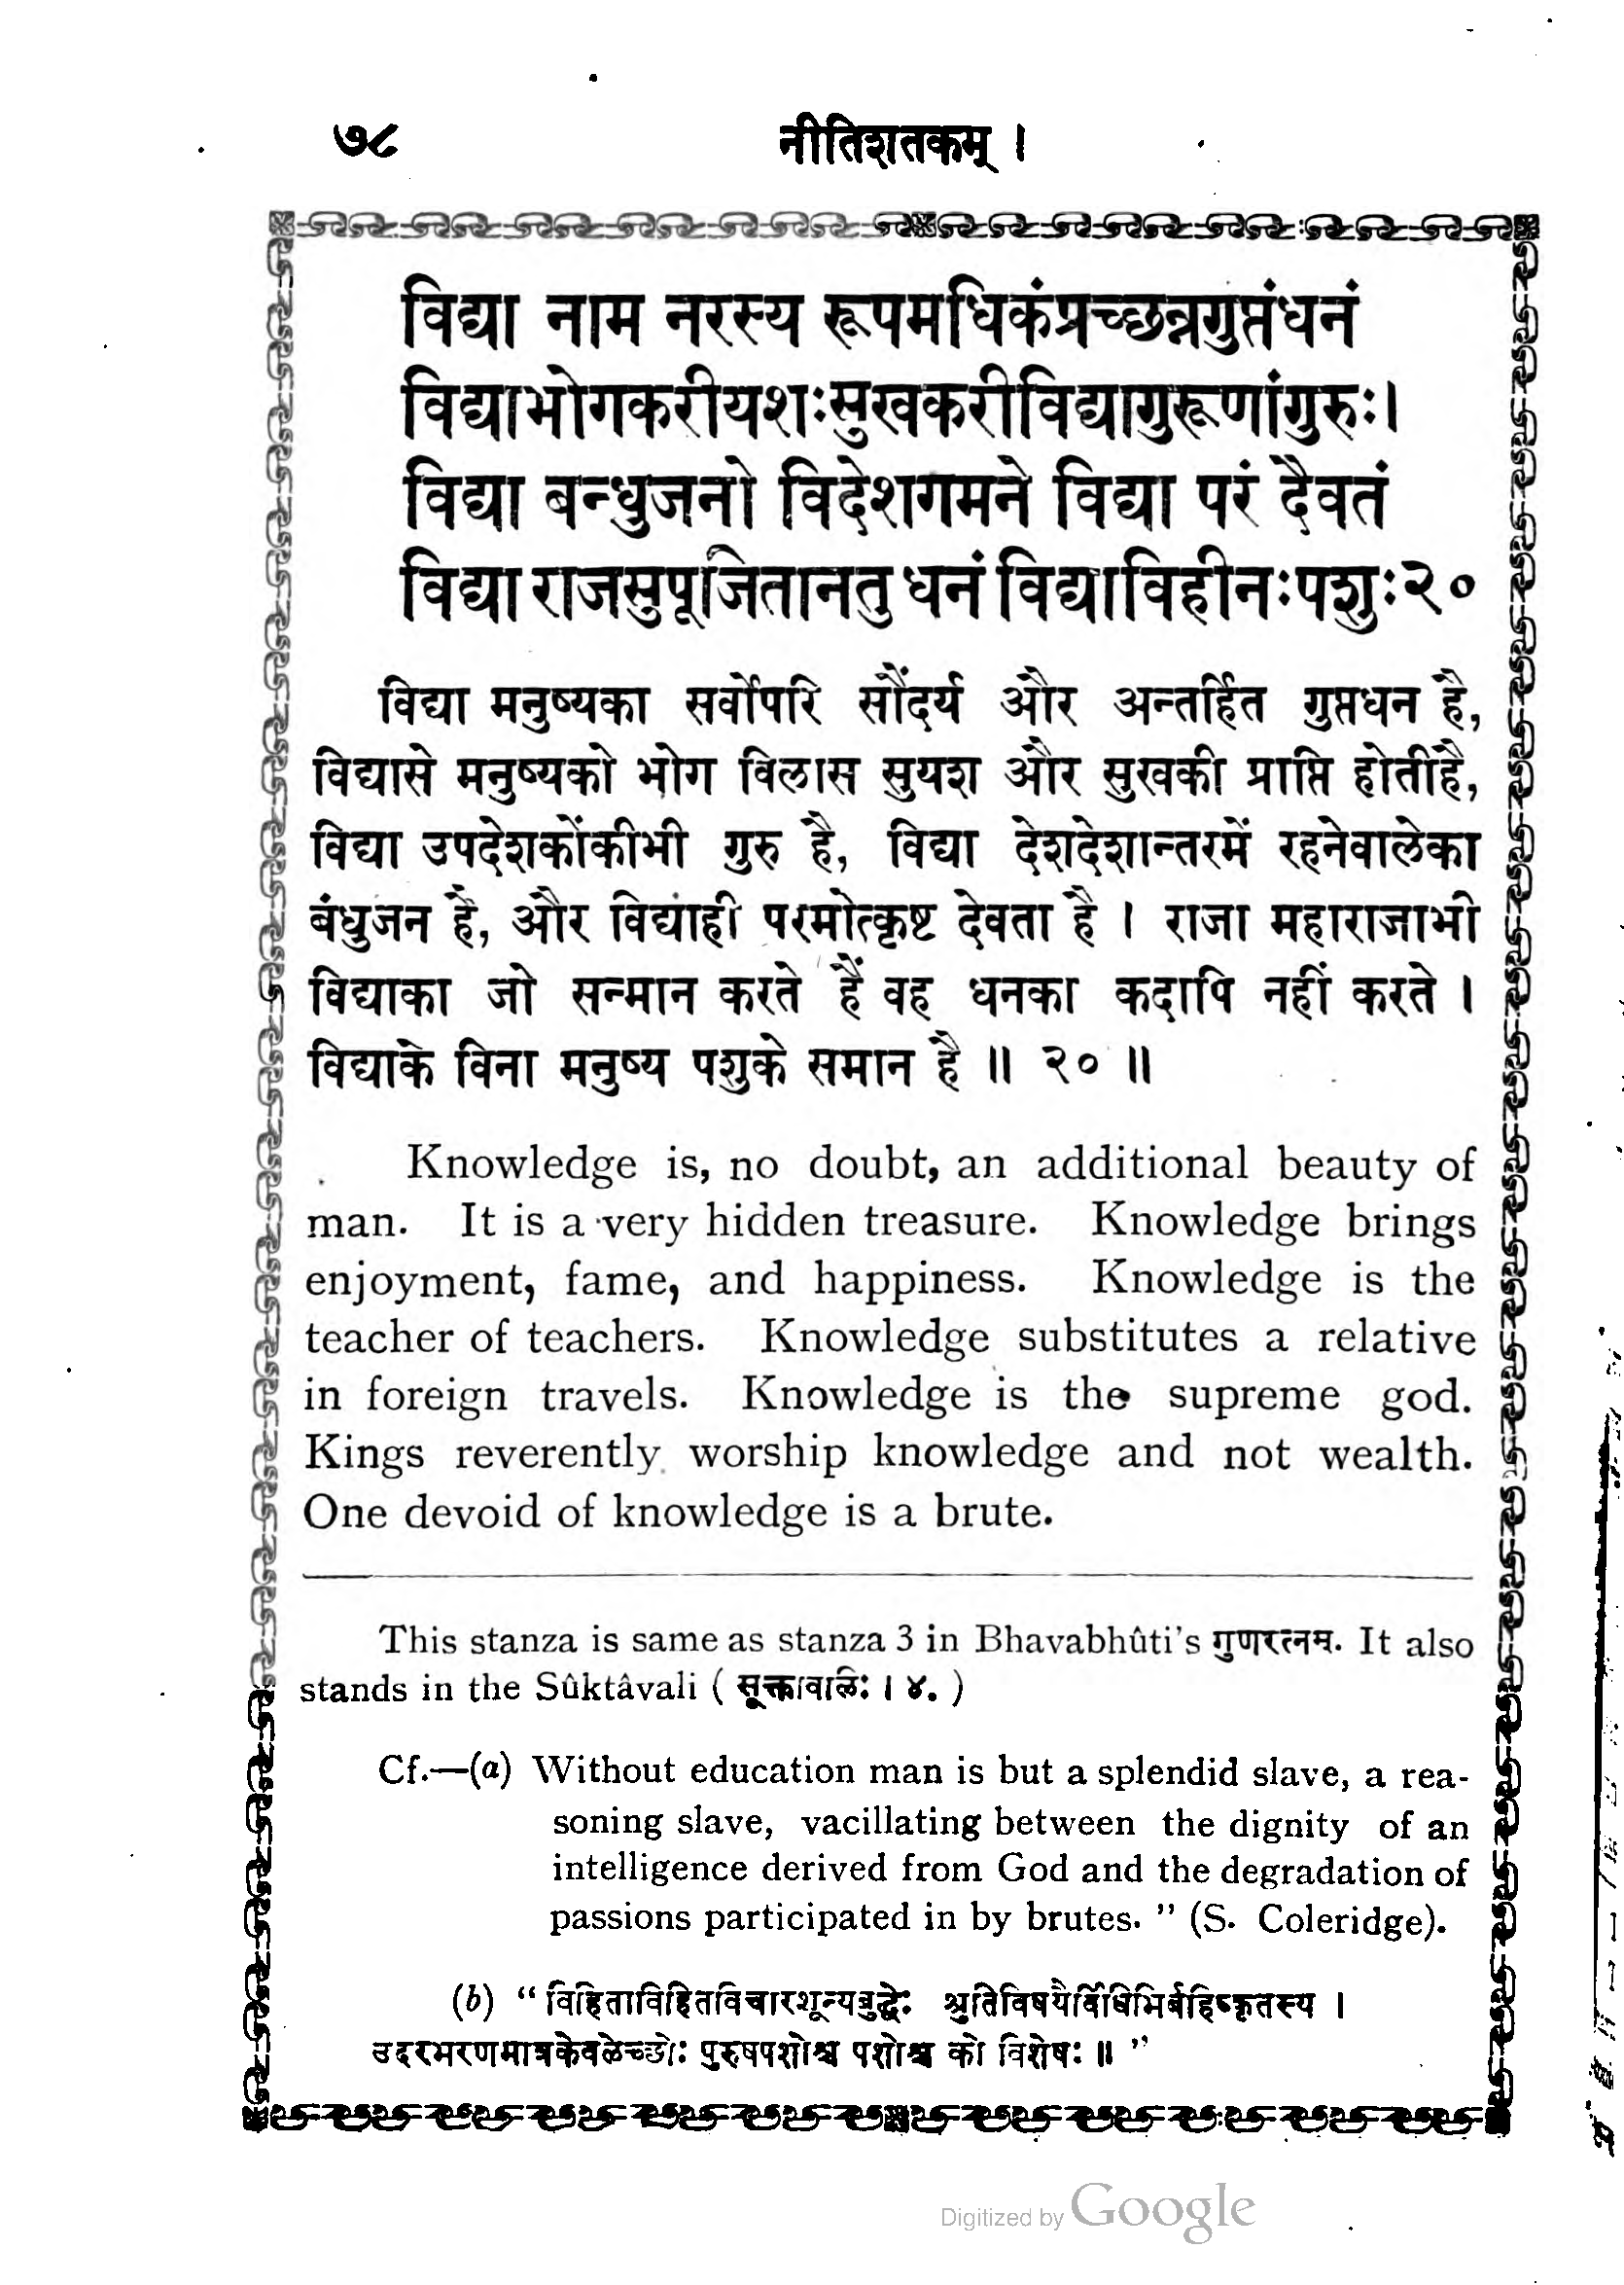 ७८
नीतिशतकम् ।
विद्या नाम नरस्य रूपमधिकंप्रच्छन्नगुप्तंधनं
विद्याभोगकरीयशःसुखकरीविद्यागुरूणांगुरुः।
विद्या बन्धुजनो विदेशगमने विद्या परं दैवतं
विद्या राजसुपूजितानतु धनं विद्याविहीनःपशुः२०
विद्या मनुष्यका सर्वोपरि सौंदर्य और अन्तर्हित गुप्तधन है,
विद्यासे मनुष्यको भोग विलास सुयश और सुखकी प्राप्ति होतीहै,
विद्या उपदेशकोंकीभी गुरु है, विद्या देशदेशान्तरमें रहनेवालेका
बंधुजन है, और विद्याही परमोत्कृष्ट देवता है । राजा महाराजाभी
विद्याका जो सन्मान करते हैं वह धनका कदापि नहीं करते ।
विद्याके विना मनुष्य पशुके समान है ॥ २० ॥
Knowledge is, no doubt, an additional beauty of
man. It is a very hidden treasure. Knowledge brings
enjoyment, fame, and happiness. Knowledge is the
teacher of teachers. Knowledge substitutes a relative
in foreign travels. Knowledge is the supreme god.
Kings reverently worship knowledge and not wealth.
One devoid of knowledge is a brute.
This stanza is same as stanza 3 in Bhavabhûti's गुणरत्नम्. It also
stands in the Sûktâvali ( सूक्तावलिः । ४. )
Cf.—(a) Without education man is but a splendid slave, a rea-
soning slave, vacillating between the dignity of an
intelligence derived from God and the degradation of
passions participated in by brutes. " (S. Coleridge).
(b) “ विहिताविहितविचारशून्यबुद्धेः श्रुतिविषयैर्विधिभिर्बहिष्कृतस्य ।
उदरभरणमात्रकेवळेच्छोः पुरुषपशोश्च पशोश्च को विशेषः ॥ ”
Digitized by Google